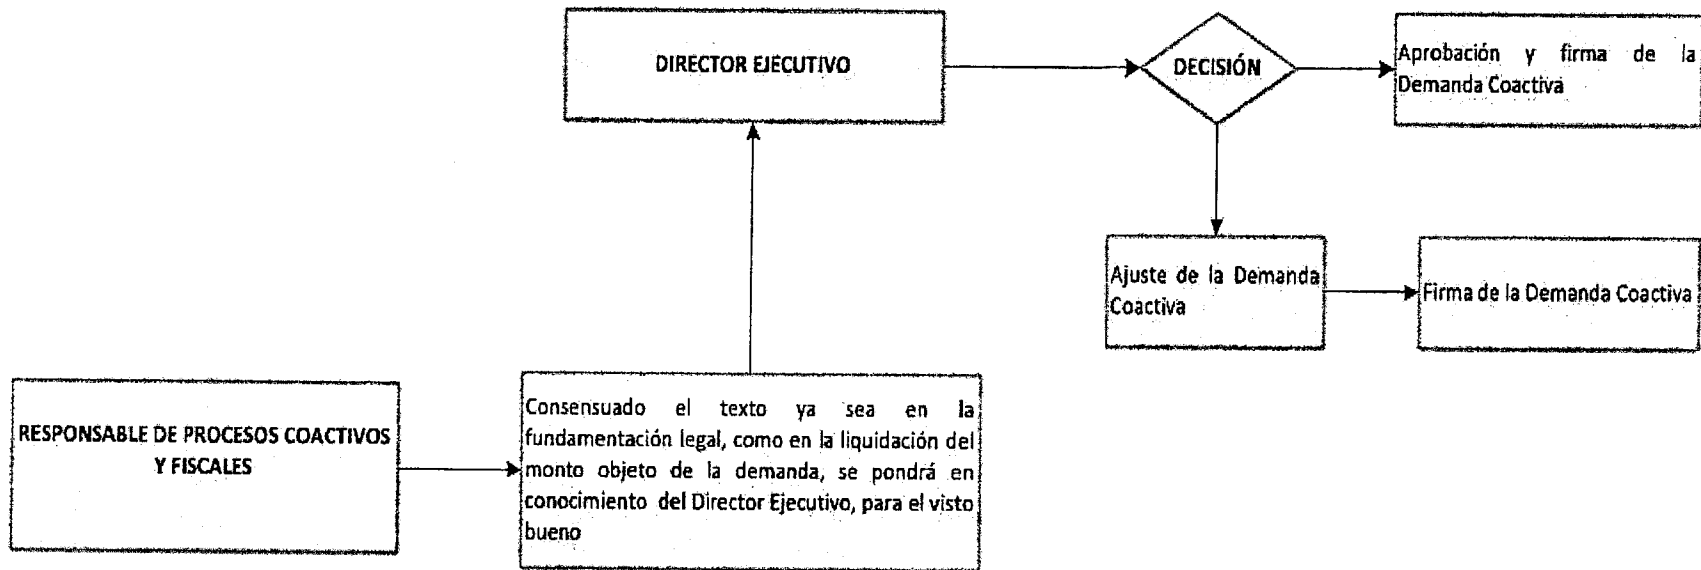 DIRECTOR EJECUTIVO
DECISIÓN
Aprobación y firma de la
Demanda Coactiva
Ajuste de la Demanda
Coactiva
Firma de la Demanda Coactiva
RESPONSABLE DE PROCESOS COACTIVOS
Y FISCALES
Consensuado el texto ya sea en la
fundamentación legal, como en la liquidación del
monto objeto de la demanda, se pondrá en
conocimiento del Director Ejecutivo, para el visto
bueno